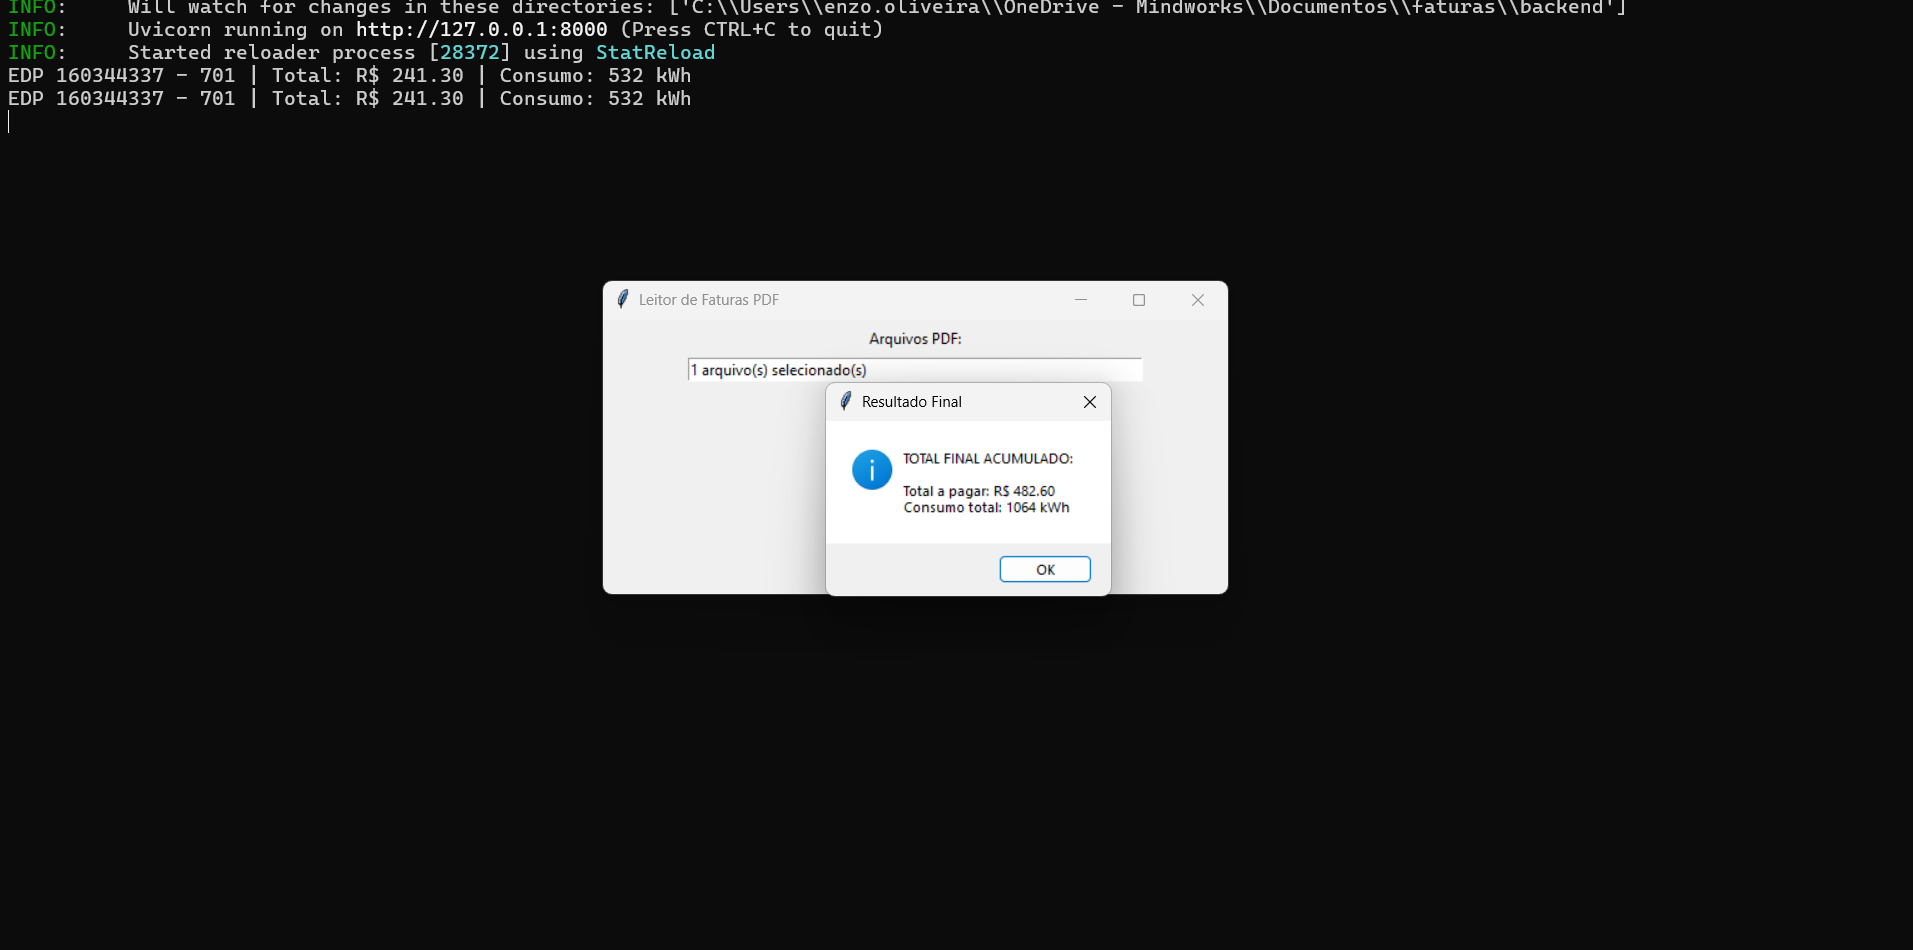 INFO:     Will watch for changes in these directories: ['C:\\Users\\enzo.oliveira\\OneDrive - Mindworks\\Documentos\\faturas\\backend']
INFO:     Uvicorn running on http://127.0.0.1:8000 (Press CTRL+C to quit)
INFO:     Started reloader process [28372] using StatReload
EDP 160344337 - 701 | Total: R$ 241.30 | Consumo: 532 kWh
EDP 160344337 - 701 | Total: R$ 241.30 | Consumo: 532 kWh
Leitor de Faturas PDF
Arquivos PDF:
1 arquivo(s) selecionado(s)
Resultado Final
TOTAL FINAL ACUMULADO:
Total a pagar: R$ 482.60
Consumo total: 1064 kWh
OK